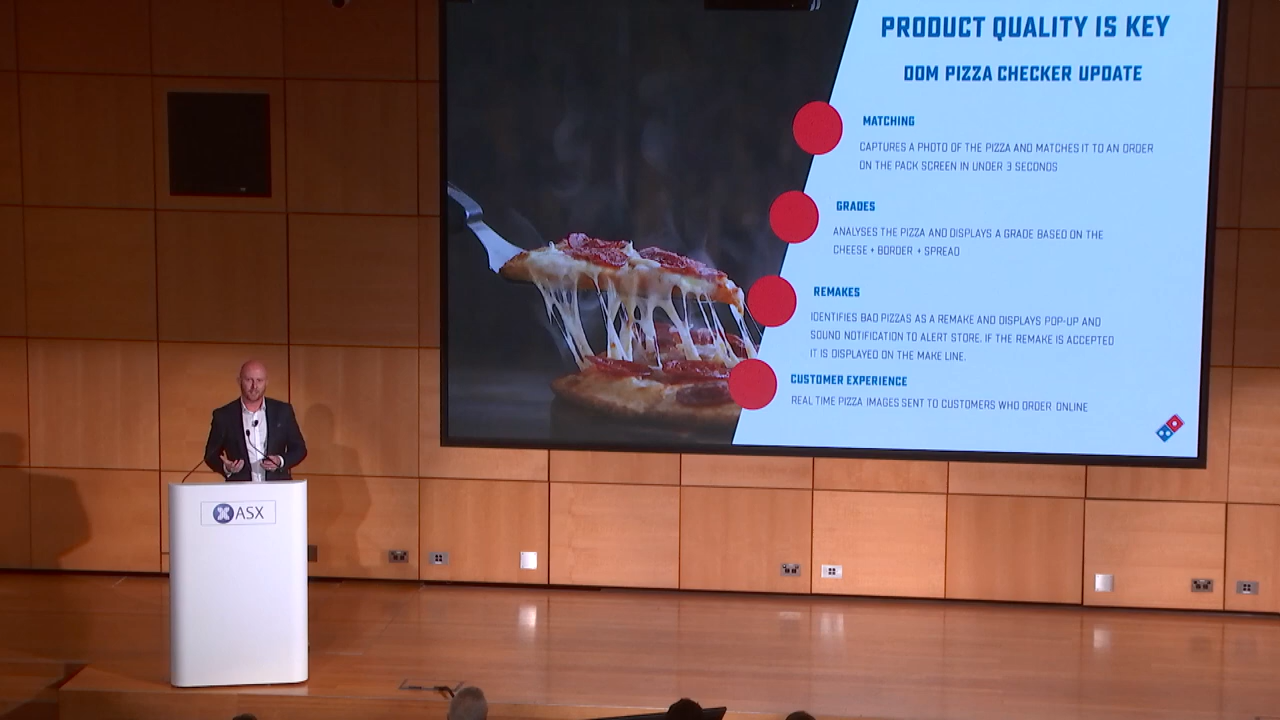 PRODUCT QUALITY IS KEY
DOM PIZZA CHECKER UPDATE
MATCHING
CAPTURES A PHOTO OF THE PIZZA AND MATCHES IT TO AN ORDER
ON THE PACK SCREEN IN UNDER 3 SECONDS
GRADES
ANALYSES THE PIZZA AND DISPLAYS A GRADE BASED ON THE
CHEESE + BORDER + SPREAD
REMAKES
IDENTIFIES BAD PIZZAS AS A REMAKE AND DISPLAYS POP-UP AND
SOUND NOTIFICATION TO ALERT STORE. IF THE REMAKE IS ACCEPTED
IT IS DISPLAYED ON THE MAKE LINE.
CUSTOMER EXPERIENCE
REAL TIME PIZZA IMAGES SENT TO CUSTOMERS WHO ORDER ONLINE
ASX